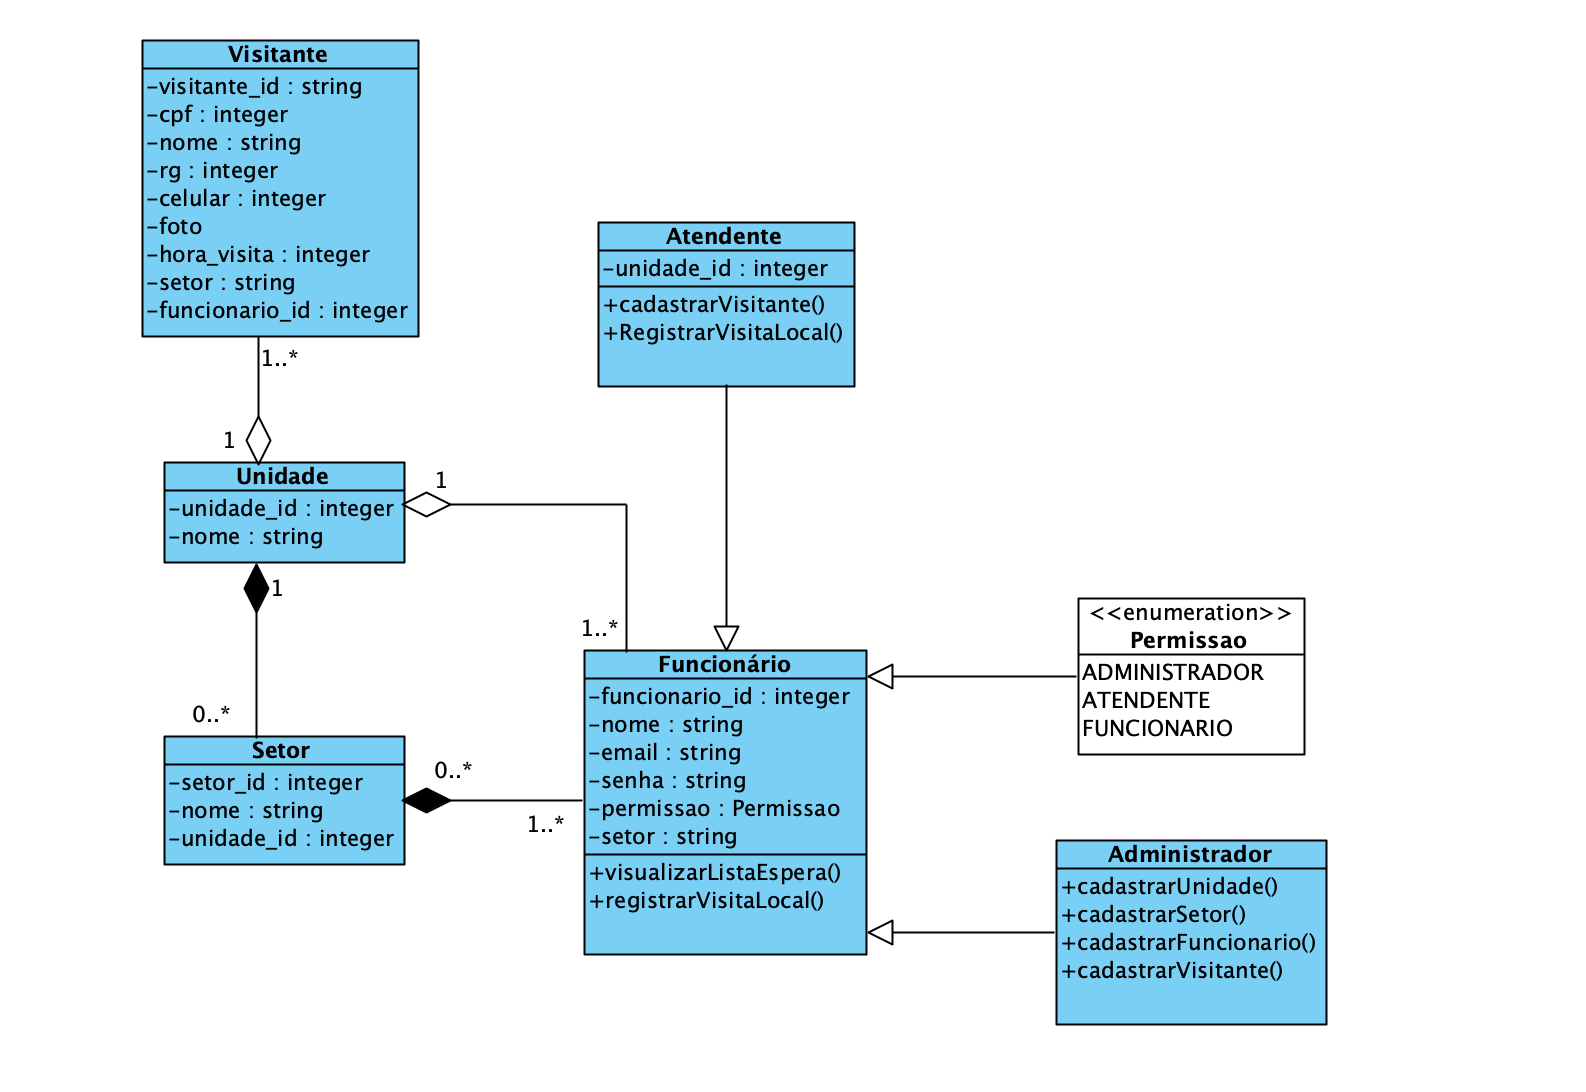 Visitante
-visitante_id : string
-cpf : integer
-nome : string
-rg : integer
-celular : integer
-foto
-hora_visita : integer
-setor : string
-funcionario_id : integer
1..*
1
Unidade
-unidade_id : integer
-nome : string
1
1
0..*
Setor
-setor_id : integer
-nome : string
-unidade_id : integer
0..*
1..*
1..*
Atendente
-unidade_id : integer
+cadastrarVisitante()
+RegistrarVisitaLocal()
Funcionário
-funcionario_id : integer
-nome : string
-email : string
-senha : string
-permissao : Permissao
-setor : string
+visualizarListaEspera()
+registrarVisitaLocal()
<<enumeration>>
Permissao
ADMINISTRADOR
ATENDENTE
FUNCIONARIO
Administrador
+cadastrarUnidade()
+cadastrarSetor()
+cadastrarFuncionario()
+cadastrarVisitante()